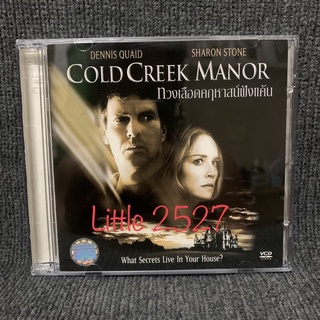 DENNIS QUAID SHARON STONE
COLD CREEK MANOR
ทวงเลือดคฤหาสน์ฝังแค้น
Little 2527
What Secrets Live In Your House?
VCD